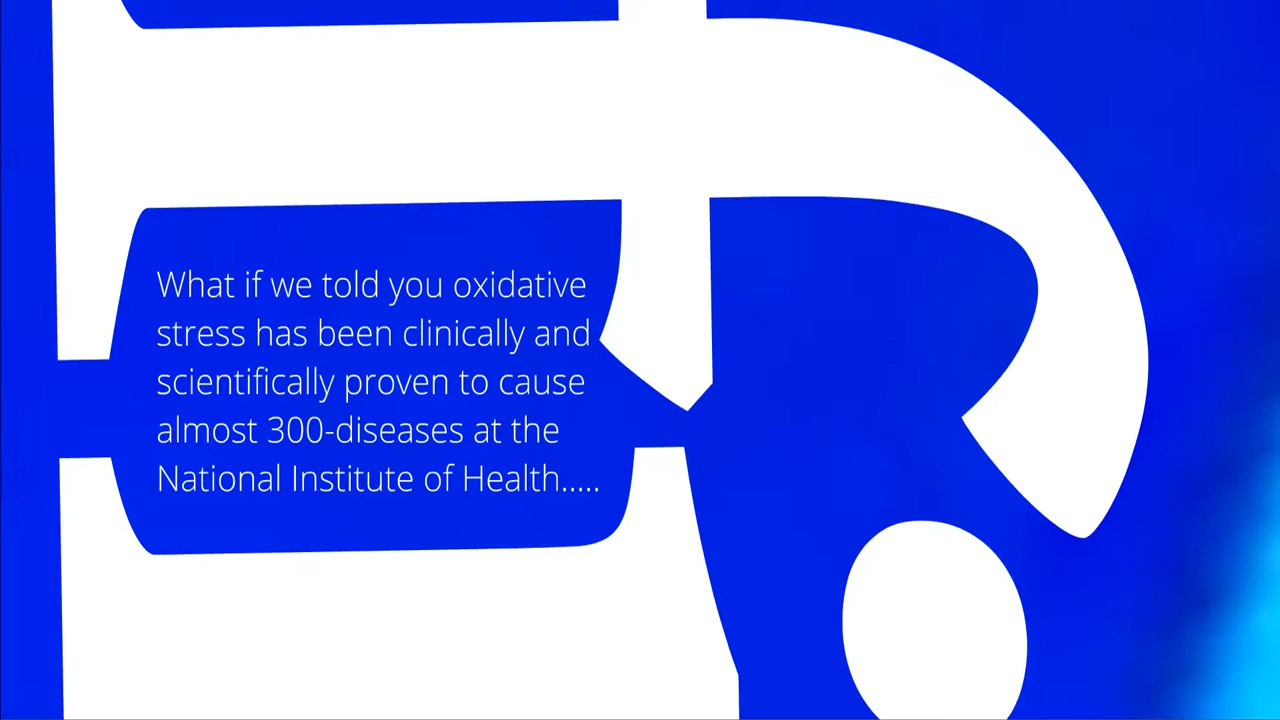 What if we told you oxidative
stress has been clinically and
scientifically proven to cause
almost 300-diseases at the
National Institute of Health.....